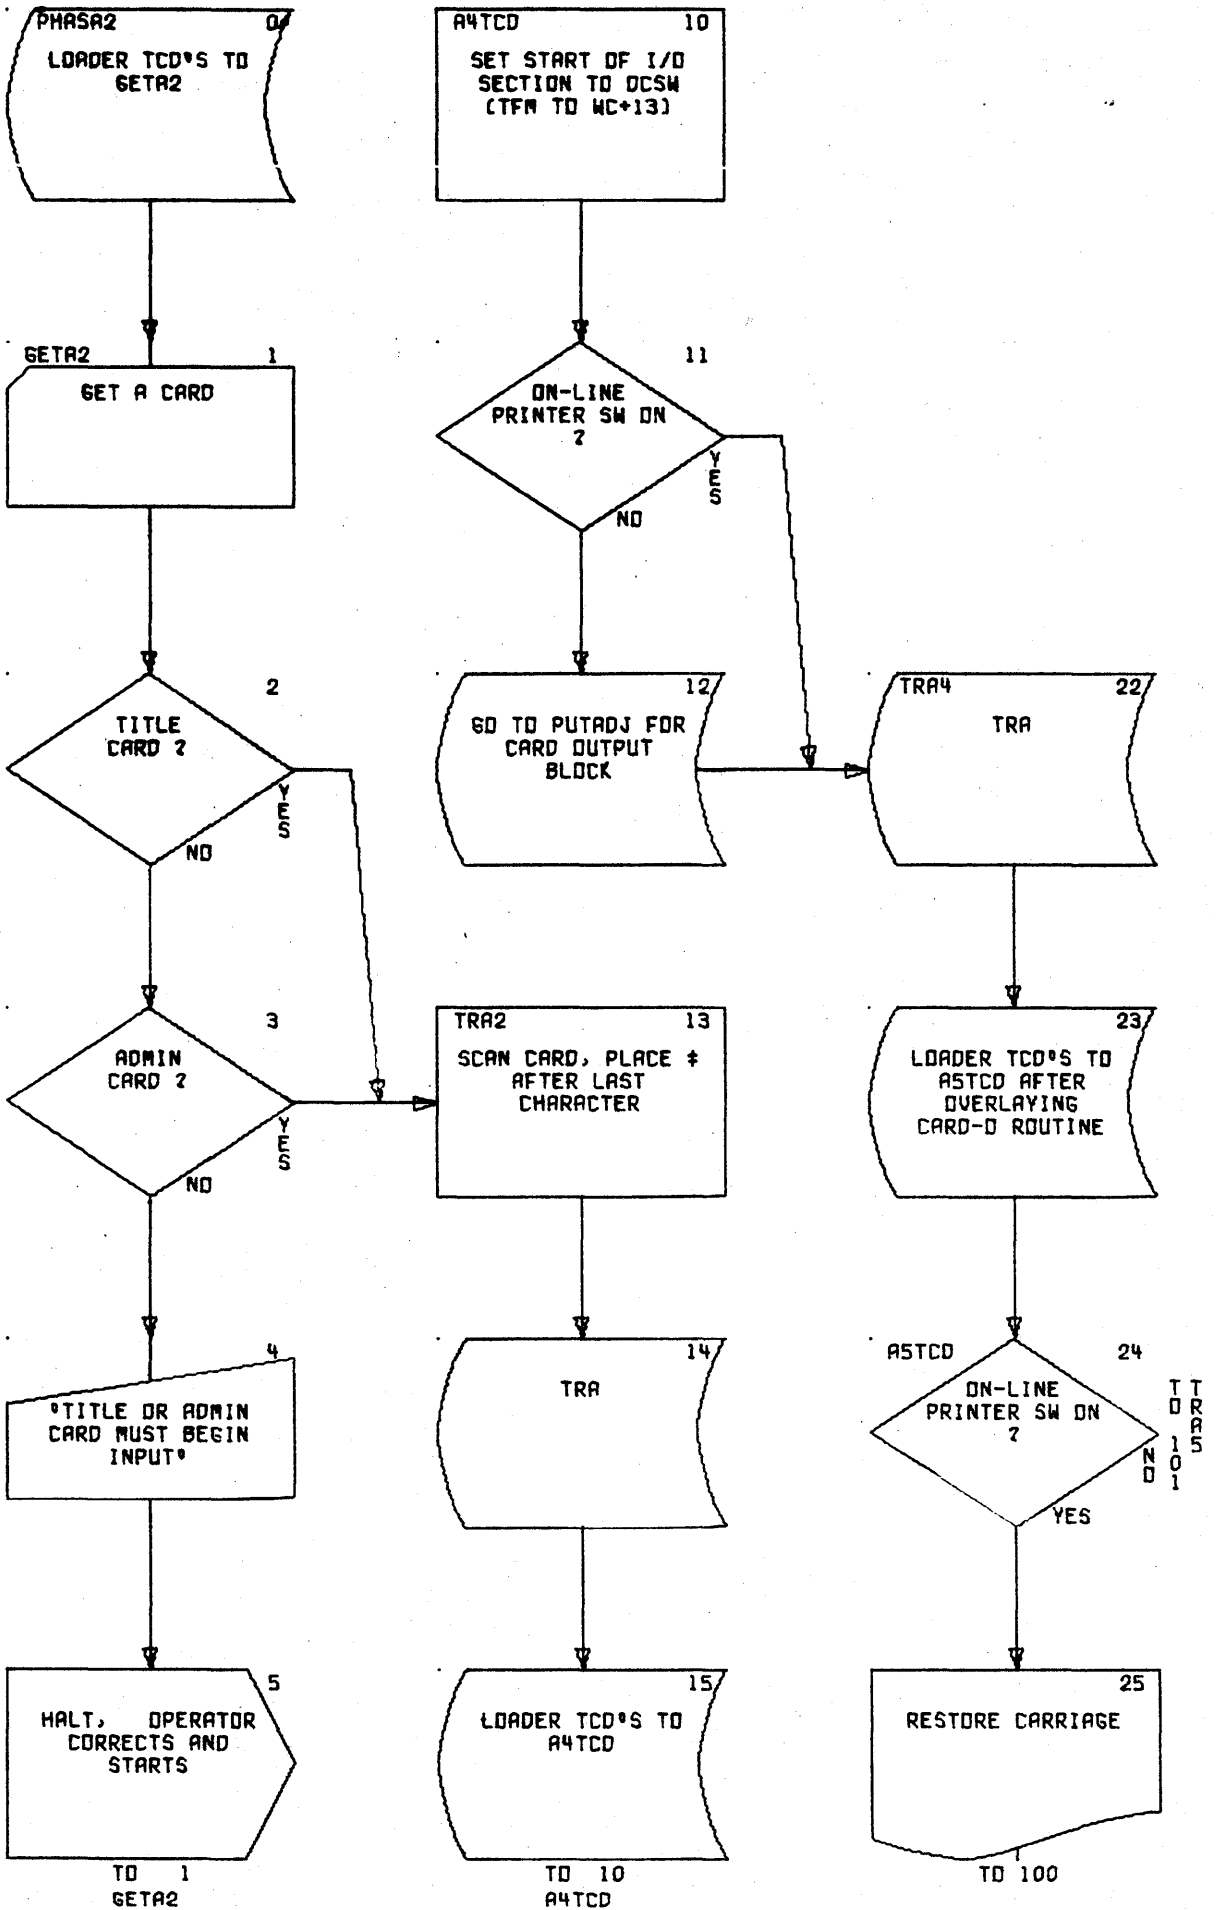 PHASA2 0
LOADER TCD'S TO
GETA2
GETA2 1
GET A CARD
2
TITLE
CARD ?
YES
NO
3
ADMIN
CARD ?
YES
NO
4
'TITLE OR ADMIN
CARD MUST BEGIN
INPUT'
5
HALT, OPERATOR
CORRECTS AND
STARTS
TO 1
GETA2
A4TCD 10
SET START OF I/O
SECTION TO OCSW
(TFM TO WC+13)
11
ON-LINE
PRINTER SW ON
?
YES
NO
12
GO TO PUTADJ FOR
CARD OUTPUT
BLOCK
TRA2 13
SCAN CARD, PLACE $
AFTER LAST
CHARACTER
14
TRA
15
LOADER TCD'S TO
A4TCD
TO 10
A4TCD
TRA4 22
TRA
23
LOADER TCD'S TO
A5TCD AFTER
OVERLAYING
CARD-O ROUTINE
A5TCD 24
ON-LINE
PRINTER SW ON
?
NO
TO 101
TRA5
YES
25
RESTORE CARRIAGE
TO 100